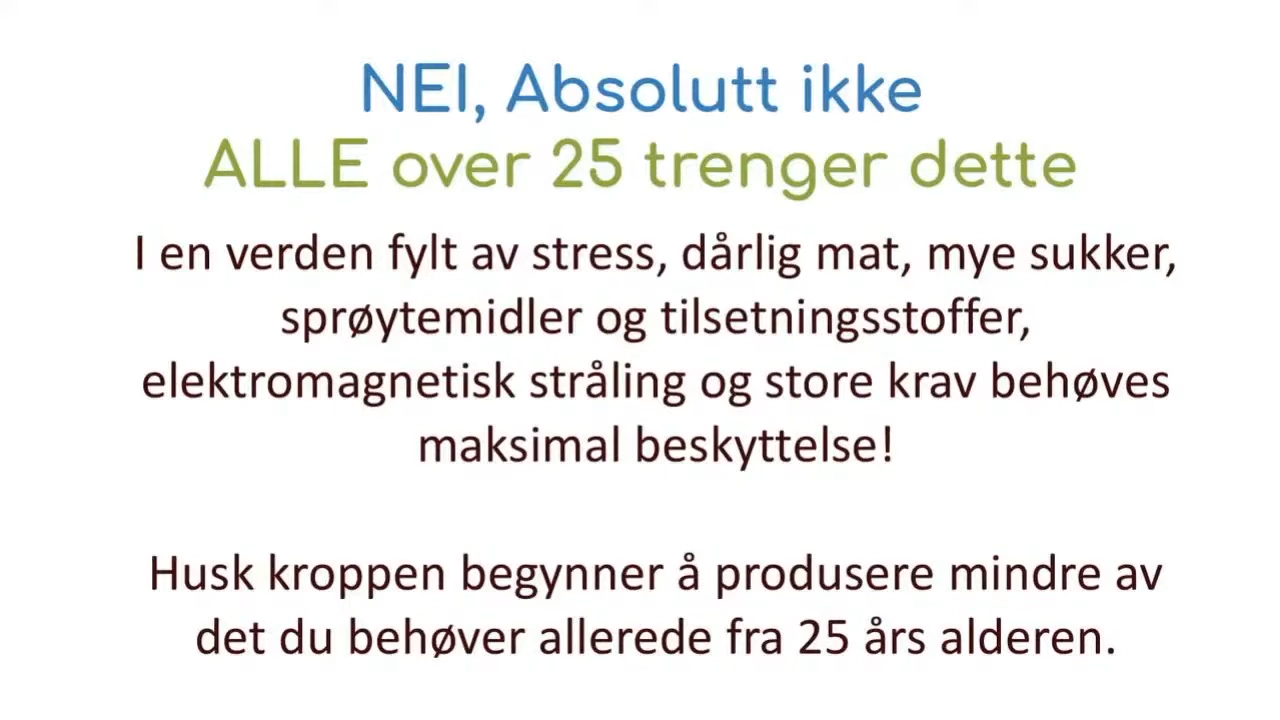 NEI, Absolutt ikke
ALLE over 25 trenger dette
I en verden fylt av stress, dårlig mat, mye sukker,
sprøytemidler og tilsetningsstoffer,
elektromagnetisk stråling og store krav behøves
maksimal beskyttelse!
Husk kroppen begynner å produsere mindre av
det du behøver allerede fra 25 års alderen.